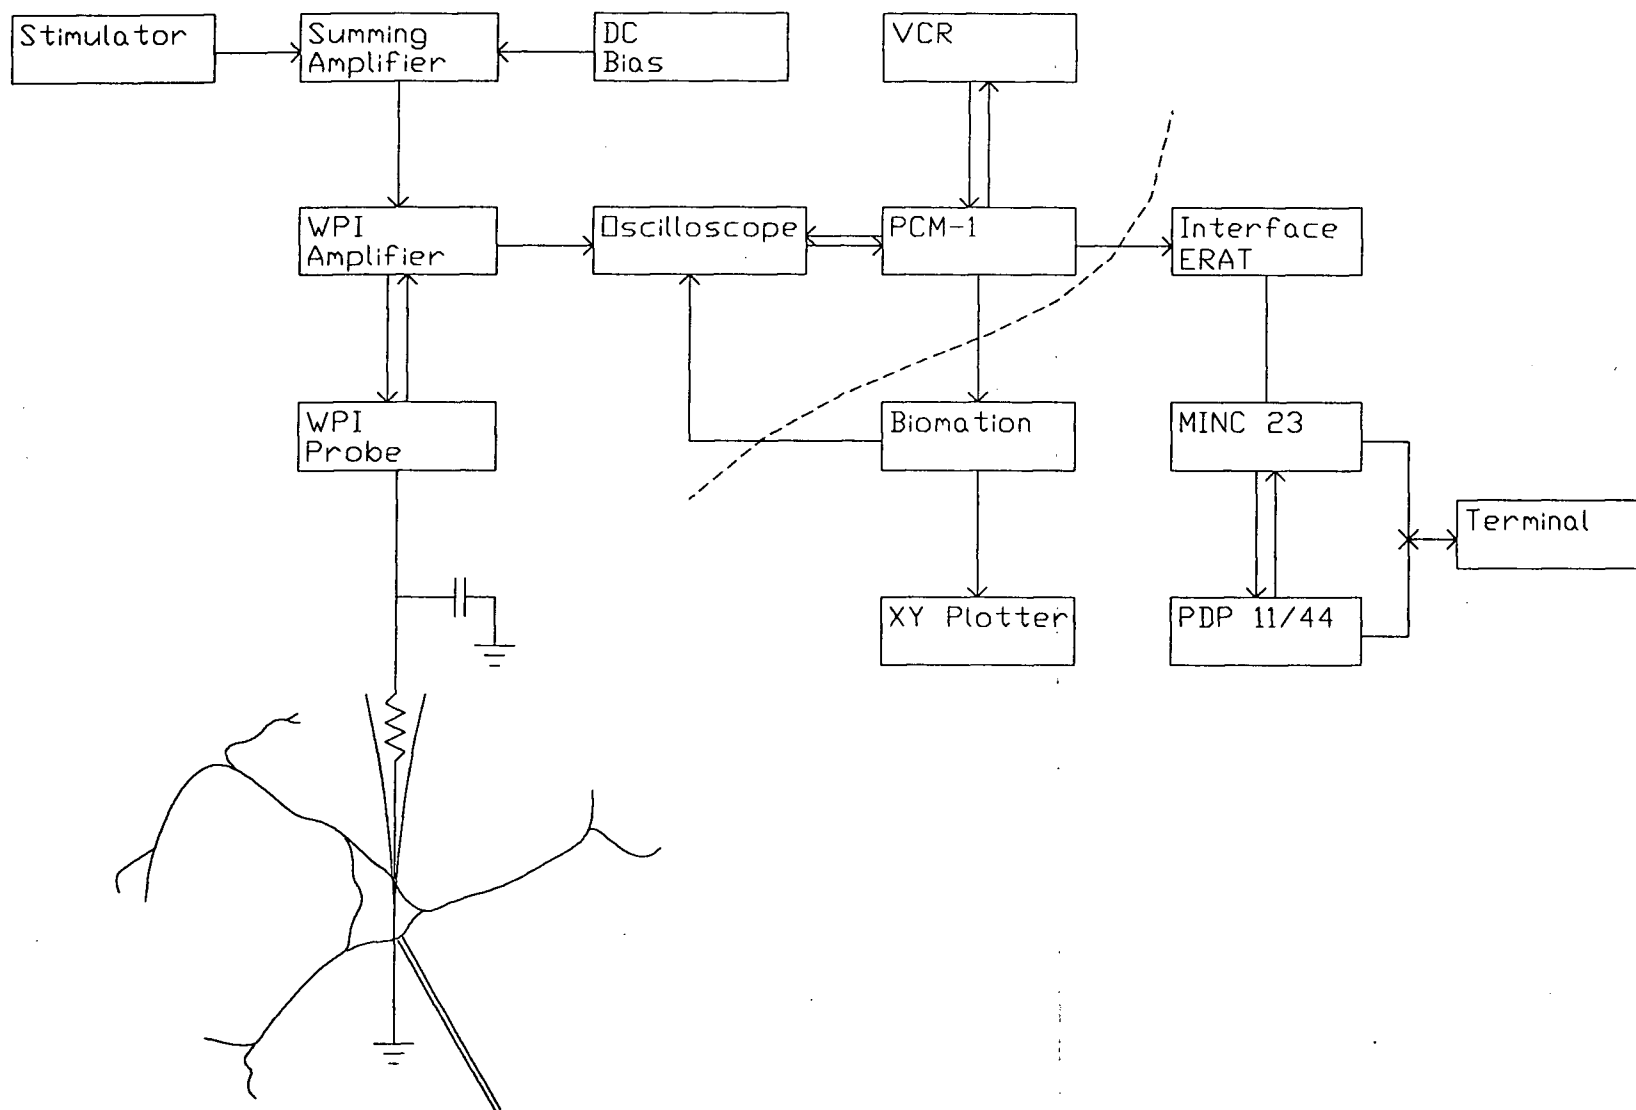 Stimulator
Summing
Amplifier
DC
Bias
VCR
WPI
Amplifier
Oscilloscope
PCM-1
Interface
ERAT
WPI
Probe
Biomation
MINC 23
Terminal
XY Plotter
PDP 11/44